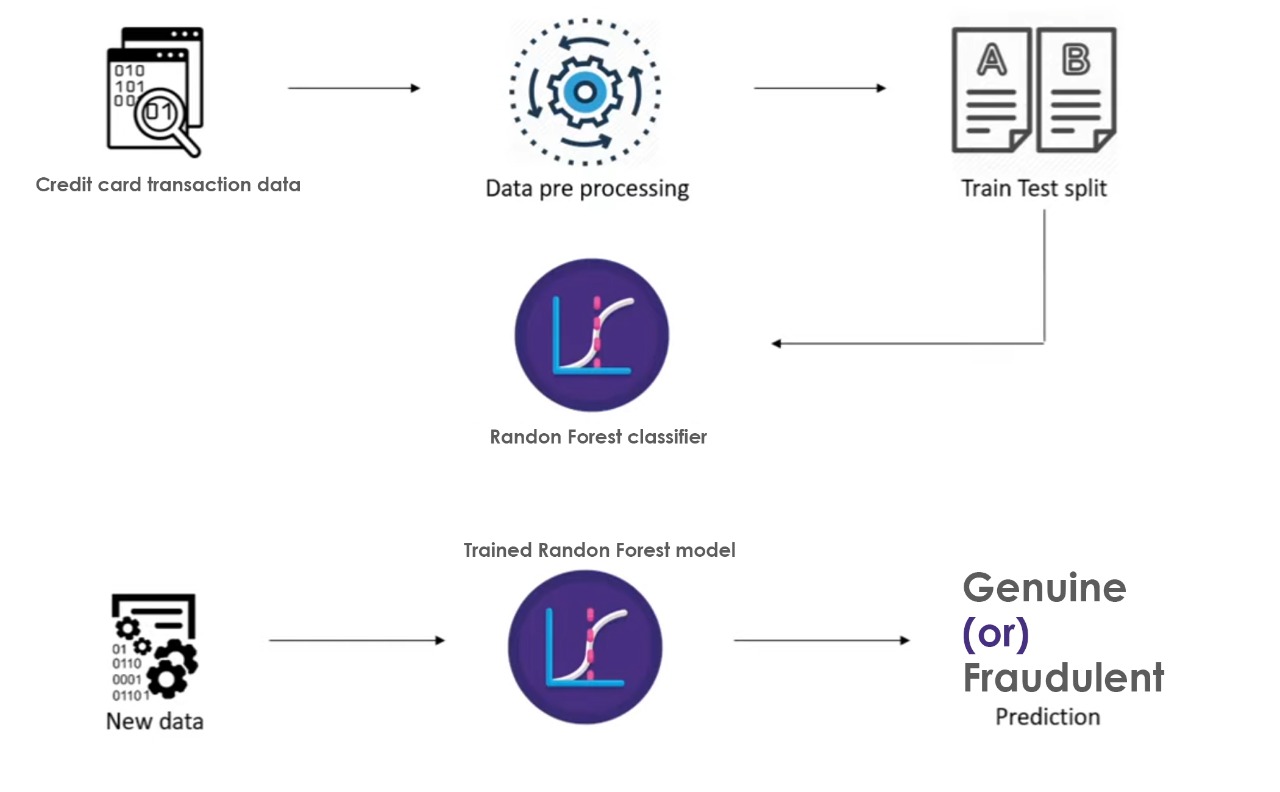 010
101
00
01
Credit card transaction data
Data pre processing
A
B
Train Test split
Randon Forest classifier
Trained Randon Forest model
01
0110
0001
01101
New data
Genuine
(or)
Fraudulent
Prediction